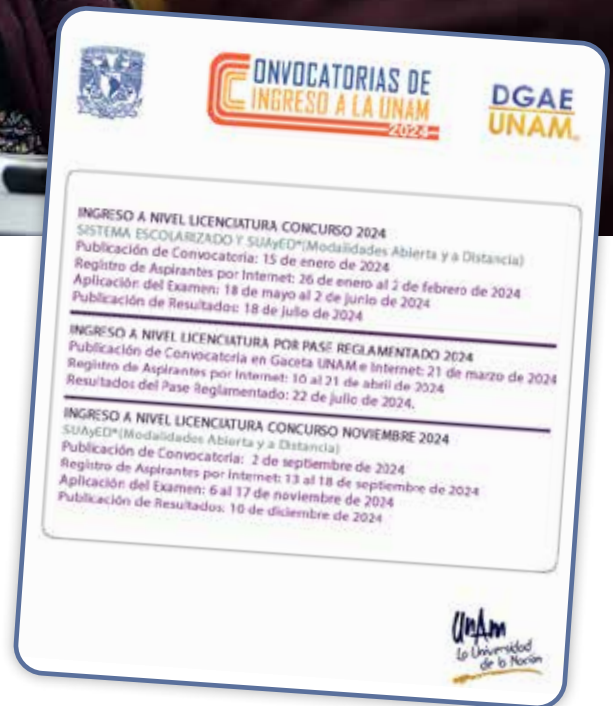 CONVOCATORIAS DE
INGRESO A LA UNAM
2024
DGAE
UNAM
INGRESO A NIVEL LICENCIATURA CONCURSO 2024
SISTEMA ESCOLARIZADO Y SUAyED*(Modalidades Abierta y a Distancia)
Publicación de Convocatoria: 15 de enero de 2024
Registro de Aspirantes por Internet: 26 de enero al 2 de febrero de 2024
Aplicación del Examen: 18 de mayo al 2 de junio de 2024
Publicación de Resultados: 18 de julio de 2024
INGRESO A NIVEL LICENCIATURA POR PASE REGLAMENTADO 2024
Publicación de Convocatoria en Gaceta UNAM e Internet: 21 de marzo de 2024
Registro de Aspirantes por Internet: 10 al 21 de abril de 2024
Resultados del Pase Reglamentado: 22 de julio de 2024.
INGRESO A NIVEL LICENCIATURA CONCURSO NOVIEMBRE 2024
SUAyED*(Modalidades Abierta y a Distancia)
Publicación de Convocatoria: 2 de septiembre de 2024
Registro de Aspirantes por Internet: 13 al 18 de septiembre de 2024
Aplicación del Examen: 6 al 17 de noviembre de 2024
Publicación de Resultados: 10 de diciembre de 2024
UnAm
La Universidad
de la Nación